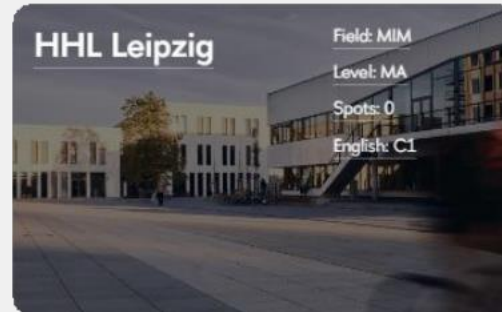 HHL Leipzig
Field: MIM
Level: MA
Spots: 0
English: C1